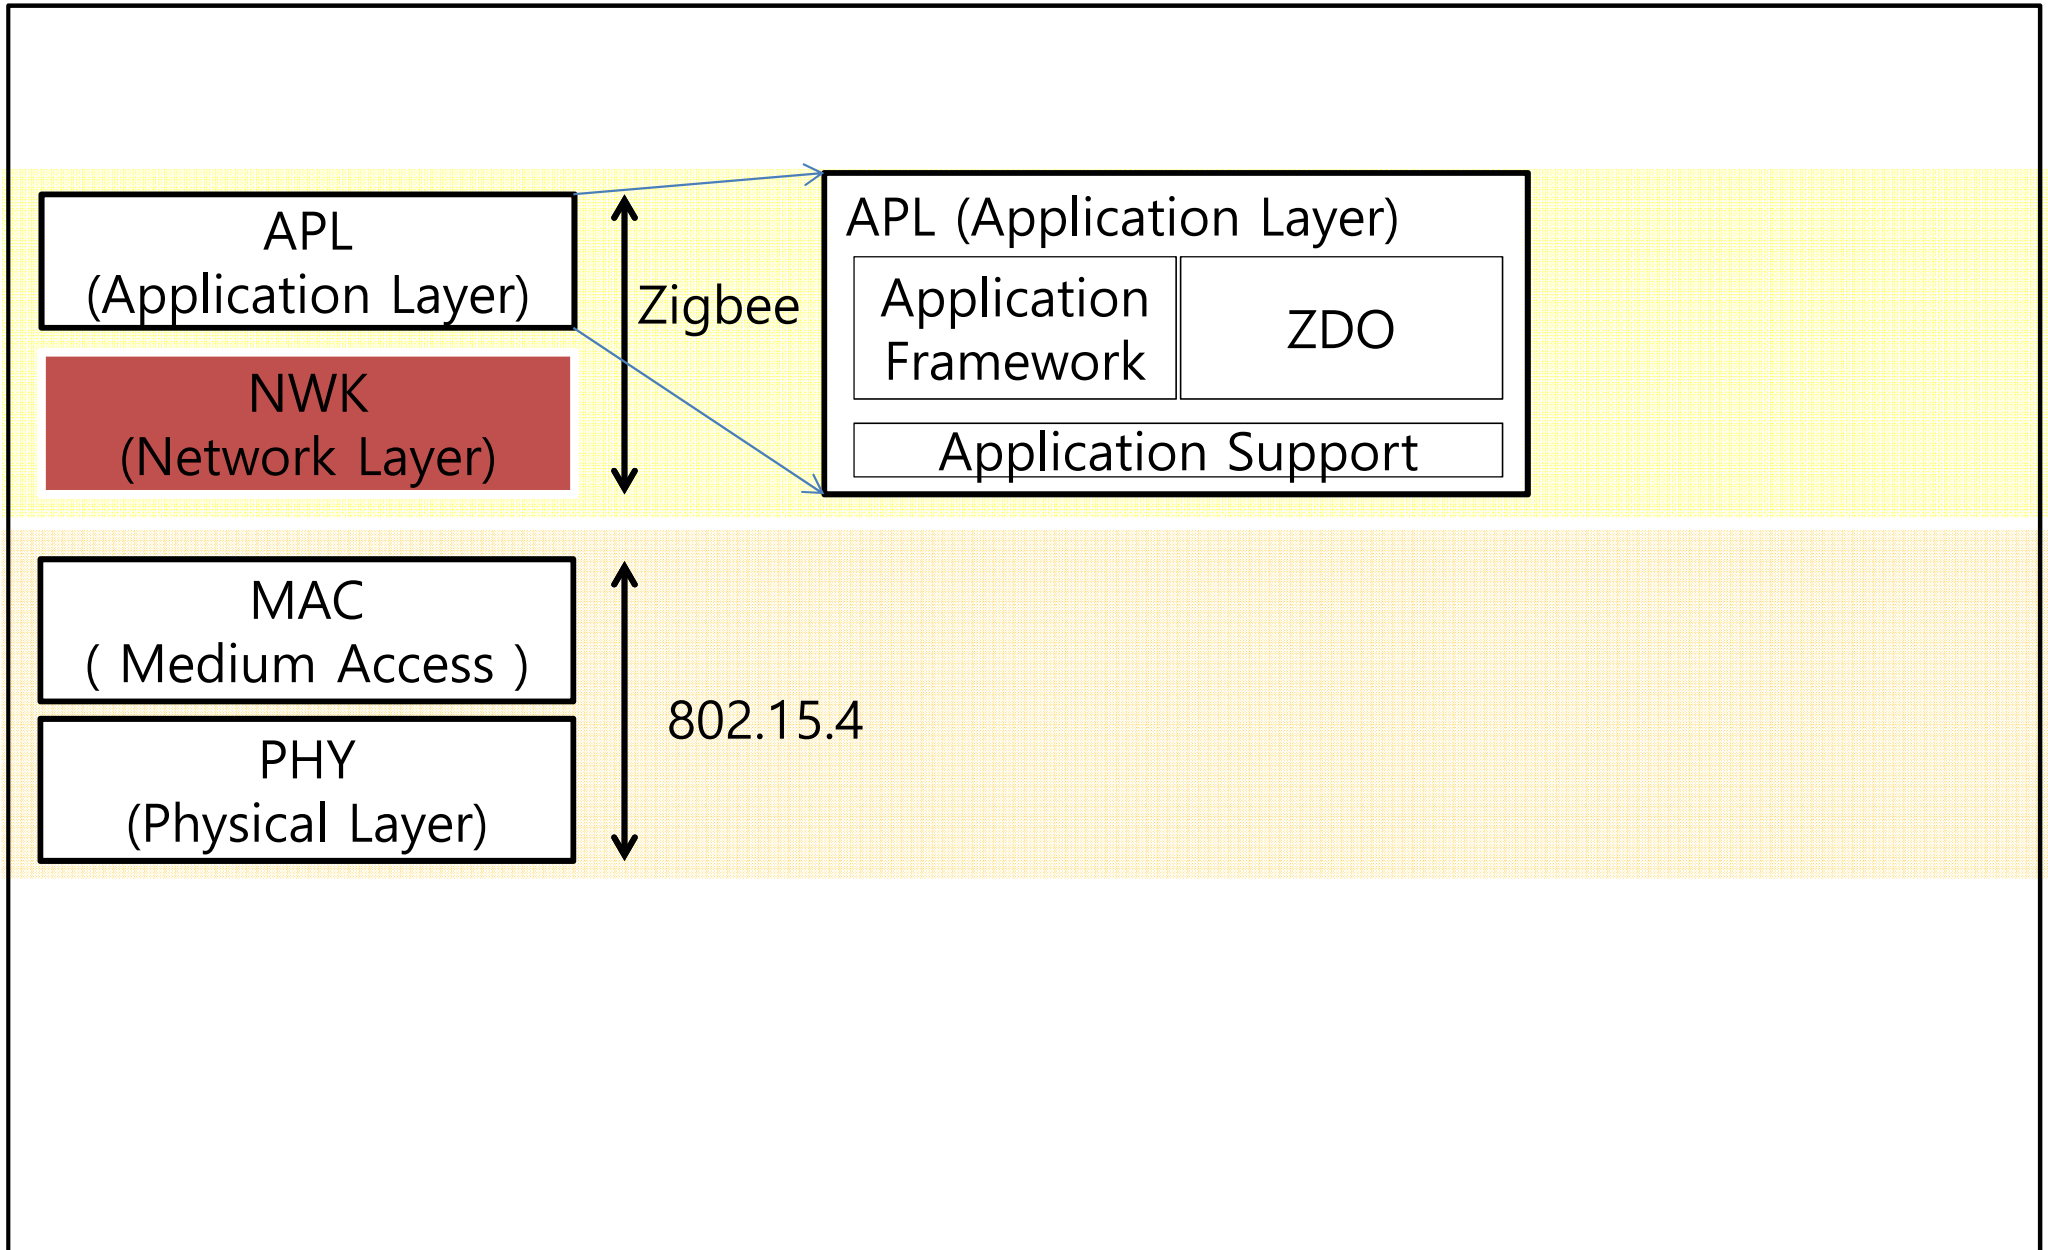 APL
(Application Layer)
NWK
(Network Layer)
Zigbee
APL (Application Layer)
Application
Framework
ZDO
Application Support
MAC
( Medium Access )
PHY
(Physical Layer)
802.15.4